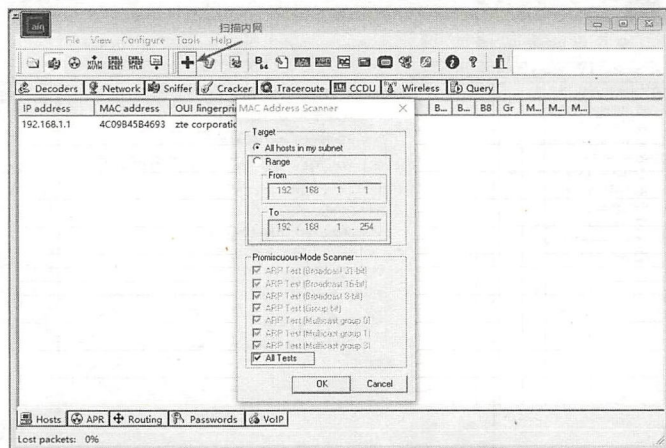 扫描内网
ain
File View Configure Tools Help
Decoders Network Sniffer Cracker Traceroute CCDU Wireless Query
IP address MAC address OUI fingerpri B... B... B8 Gr M... M... M...
192.168.1.1 4C09B45B4693 zte corporatio
MAC Address Scanner
Target
All hosts in my subnet
Range
From
192 . 168 . 1 . 1
To
192 . 168 . 1 . 254
Promiscuous-Mode Scanner
ARP Test (Broadcast 31-bit)
ARP Test (Broadcast 16-bit)
ARP Test (Broadcast 8-bit)
ARP Test (Group bit)
ARP Test (Multicast group 0)
ARP Test (Multicast group 1)
ARP Test (Multicast group 3)
All Tests
OK Cancel
Hosts APR Routing Passwords VoIP
Lost packets: 0%